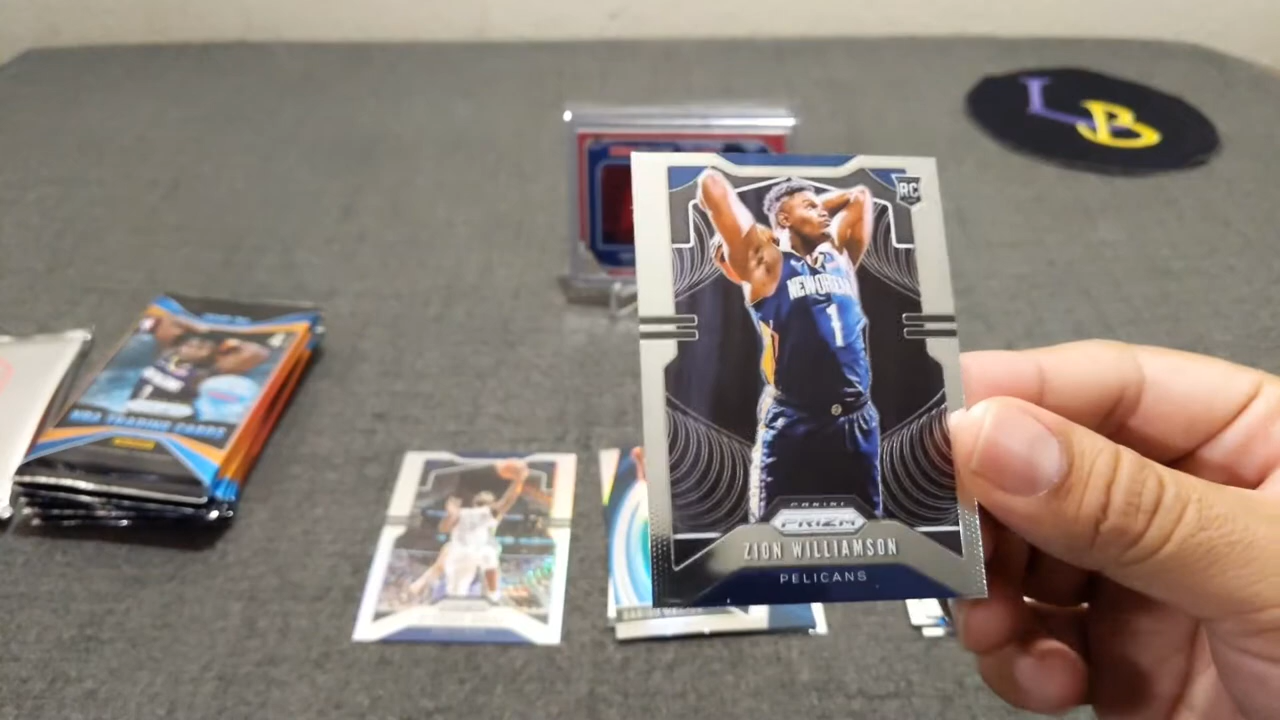 LB
RC
NEW ORLEANS
1
PANINI
PRIZM
ZION WILLIAMSON
PELICANS
NBA TRADING CARDS